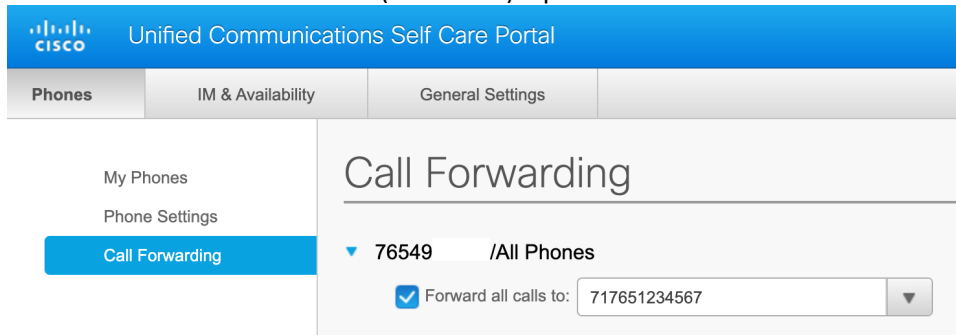 CISCO
Unified Communications Self Care Portal
Phones
IM & Availability
General Settings
My Phones
Phone Settings
Call Forwarding
Call Forwarding
76549 /All Phones
Forward all calls to: 717651234567